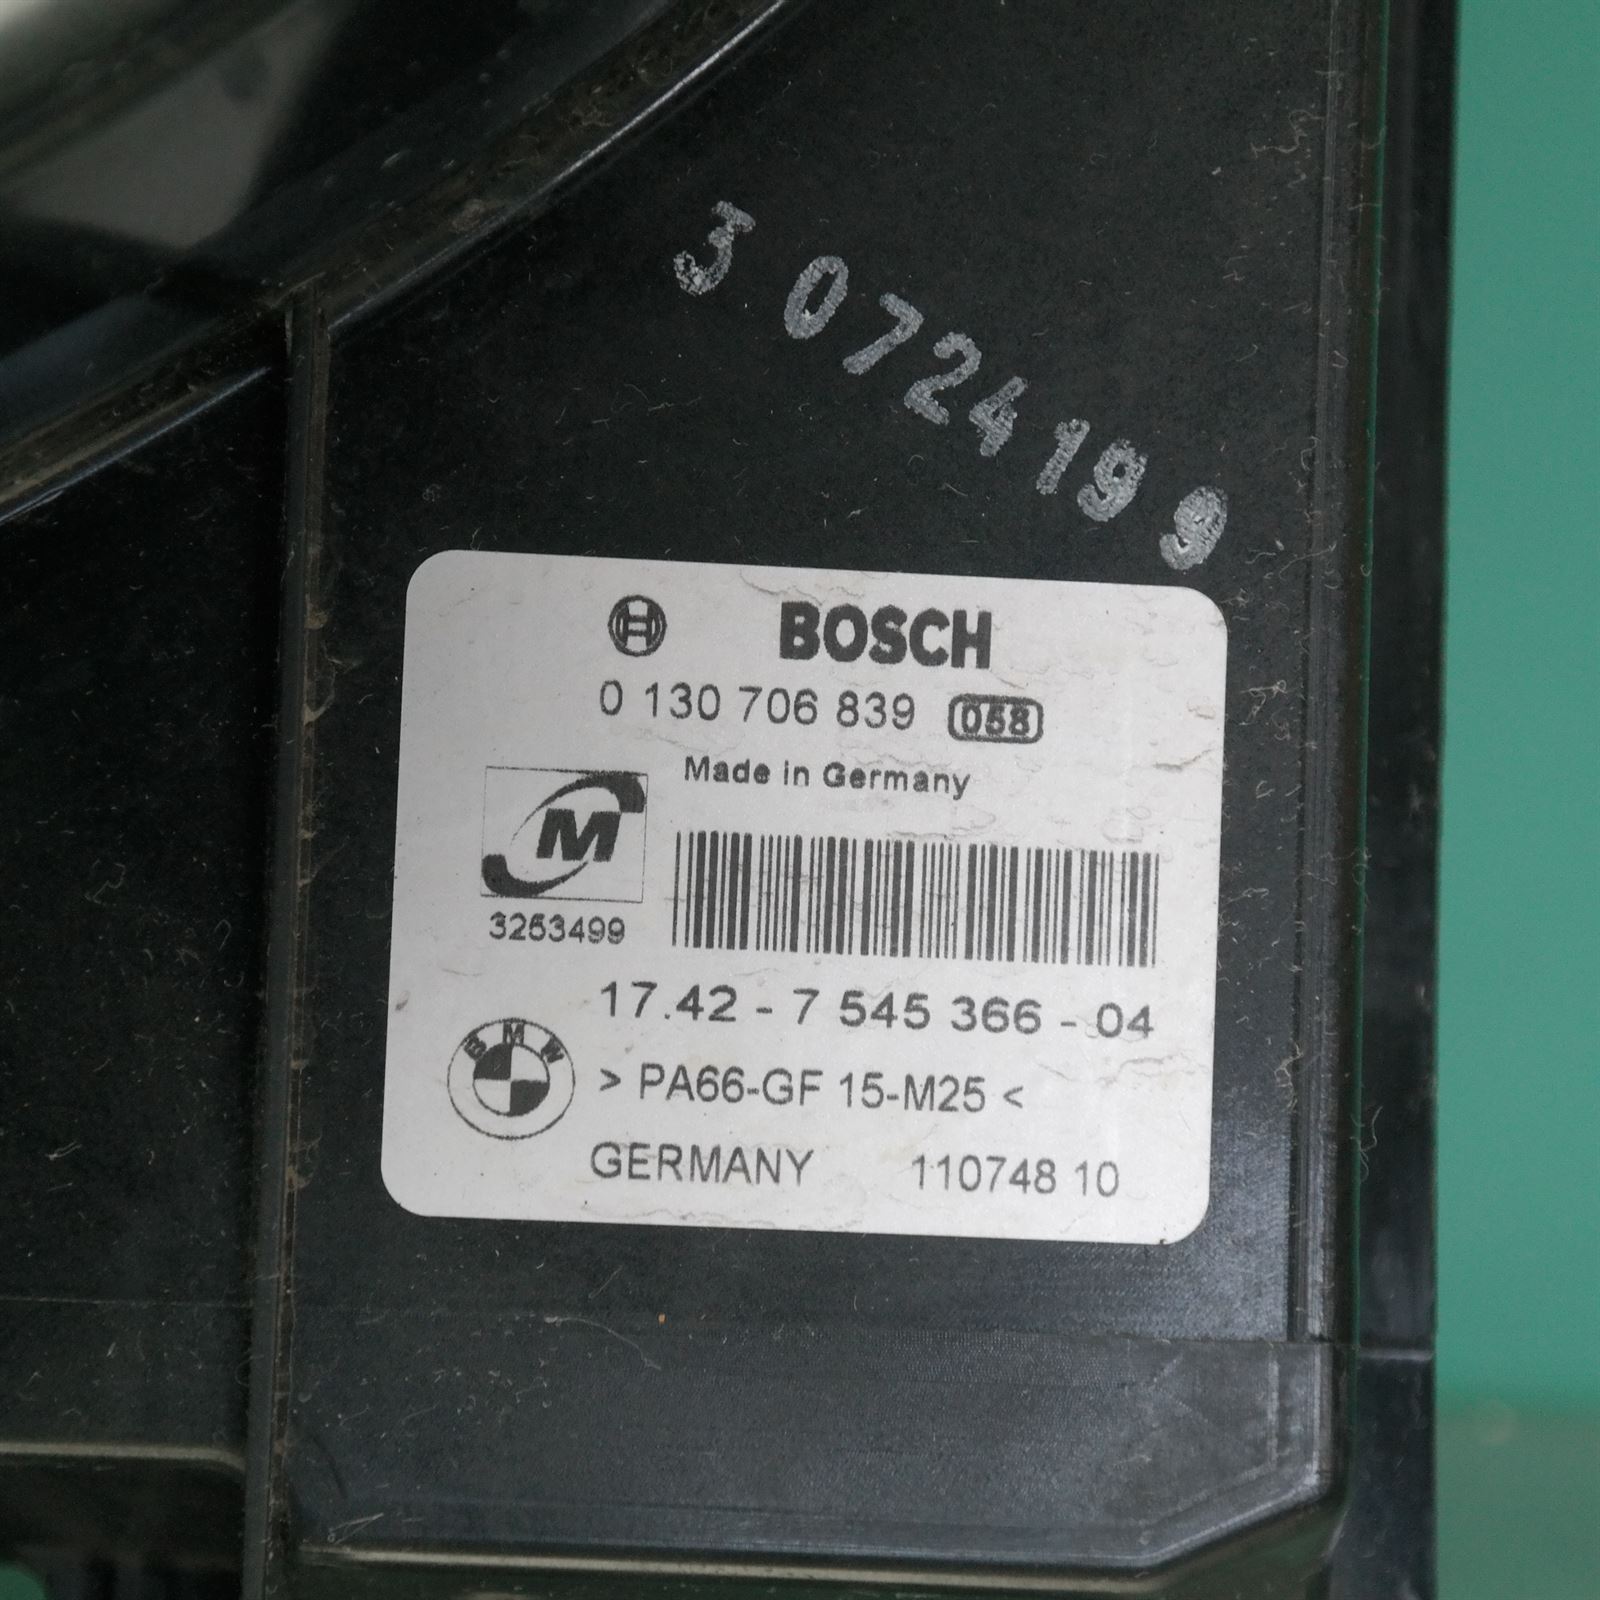 3 0724199
BOSCH
0 130 706 839 058
Made in Germany
M
3253499
17.42 - 7 545 366 - 04
BMW
> PA66-GF 15-M25 <
GERMANY 110748 10